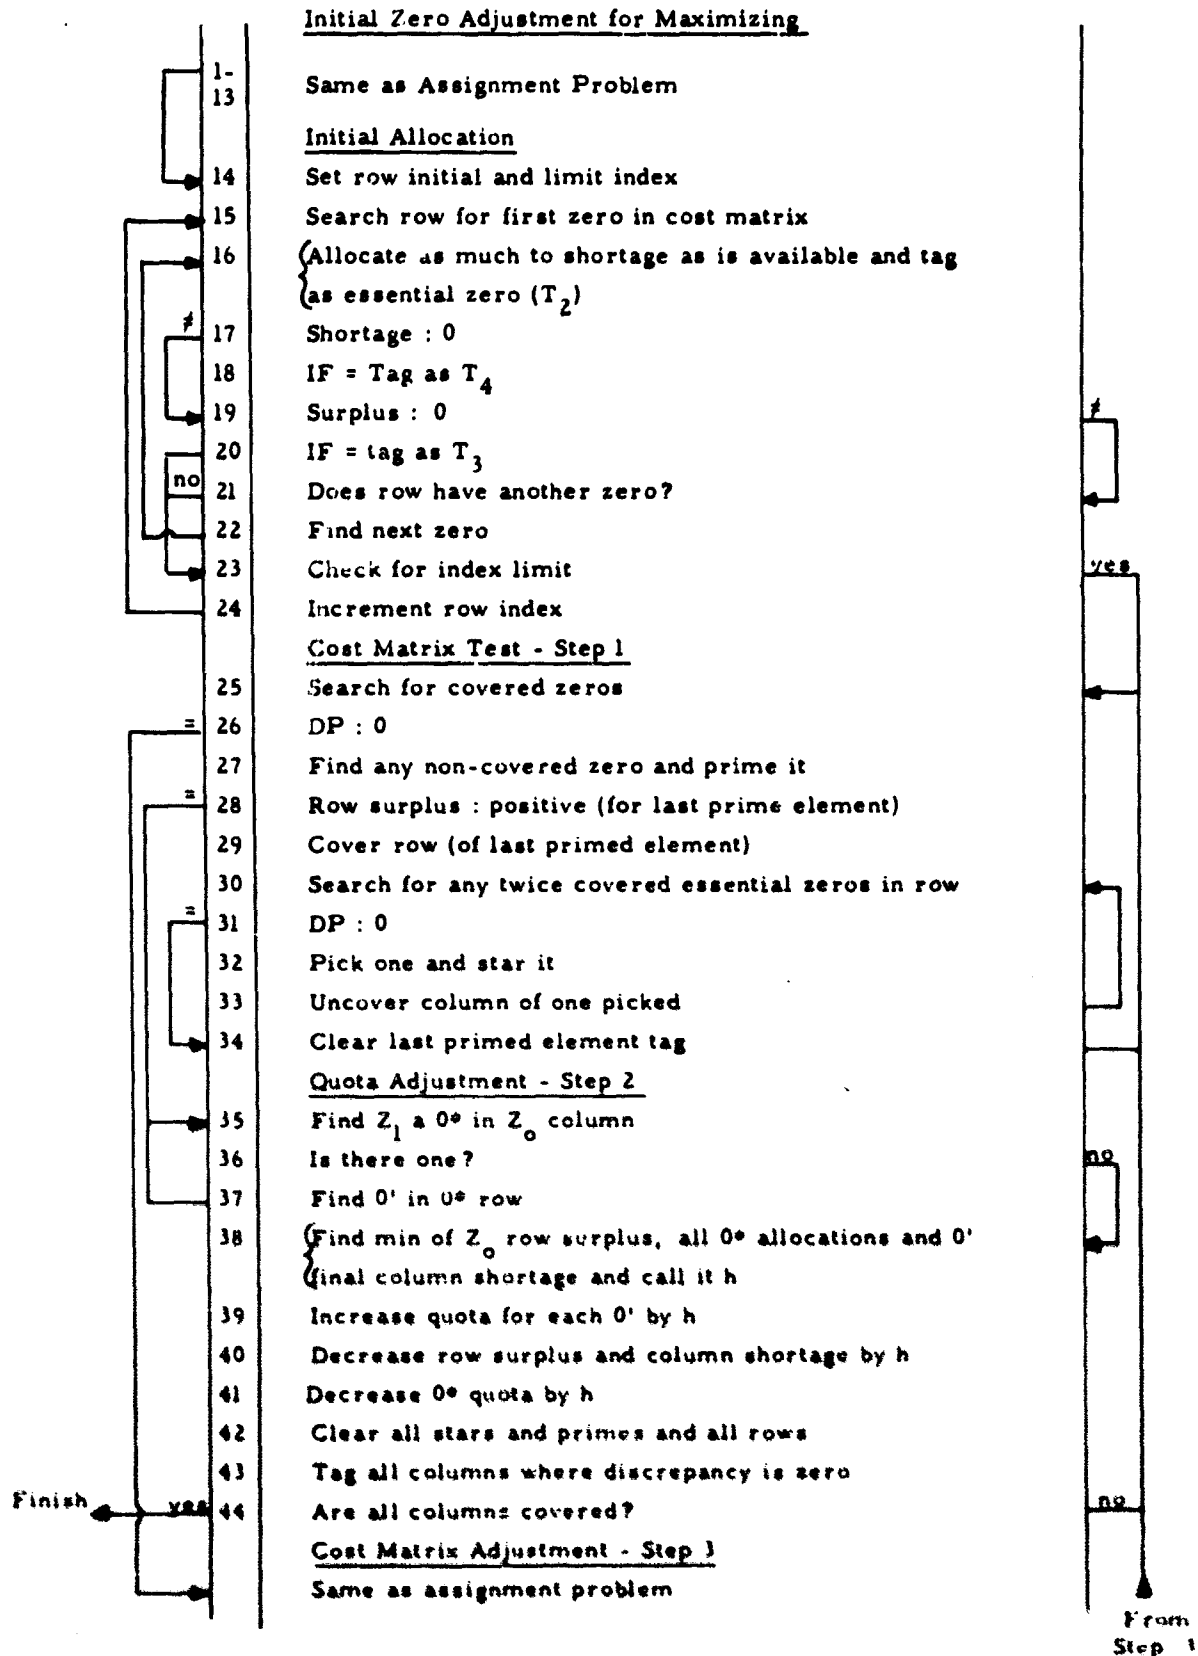 Initial Zero Adjustment for Maximizing
1-
13 Same as Assignment Problem
Initial Allocation
14 Set row initial and limit index
15 Search row for first zero in cost matrix
16 Allocate as much to shortage as is available and tag
as essential zero (T2)
≠ 17 Shortage : 0
18 IF = Tag as T4
19 Surplus : 0 ≠
20 IF = tag as T3
no 21 Does row have another zero?
22 Find next zero
23 Check for index limit yes
24 Increment row index
Cost Matrix Test - Step 1
25 Search for covered zeros
= 26 DP : 0
27 Find any non-covered zero and prime it
= 28 Row surplus : positive (for last prime element)
29 Cover row (of last primed element)
30 Search for any twice covered essential zeros in row
= 31 DP : 0
32 Pick one and star it
33 Uncover column of one picked
34 Clear last primed element tag
Quota Adjustment - Step 2
35 Find Z1 a 0* in Zo column
36 Is there one? no
37 Find 0' in 0* row
38 Find min of Zo row surplus, all 0* allocations and 0'
final column shortage and call it h
39 Increase quota for each 0' by h
40 Decrease row surplus and column shortage by h
41 Decrease 0* quota by h
42 Clear all stars and primes and all rows
43 Tag all columns where discrepancy is zero
Finish yes 44 Are all columns covered? no
Cost Matrix Adjustment - Step 3
Same as assignment problem
From
Step